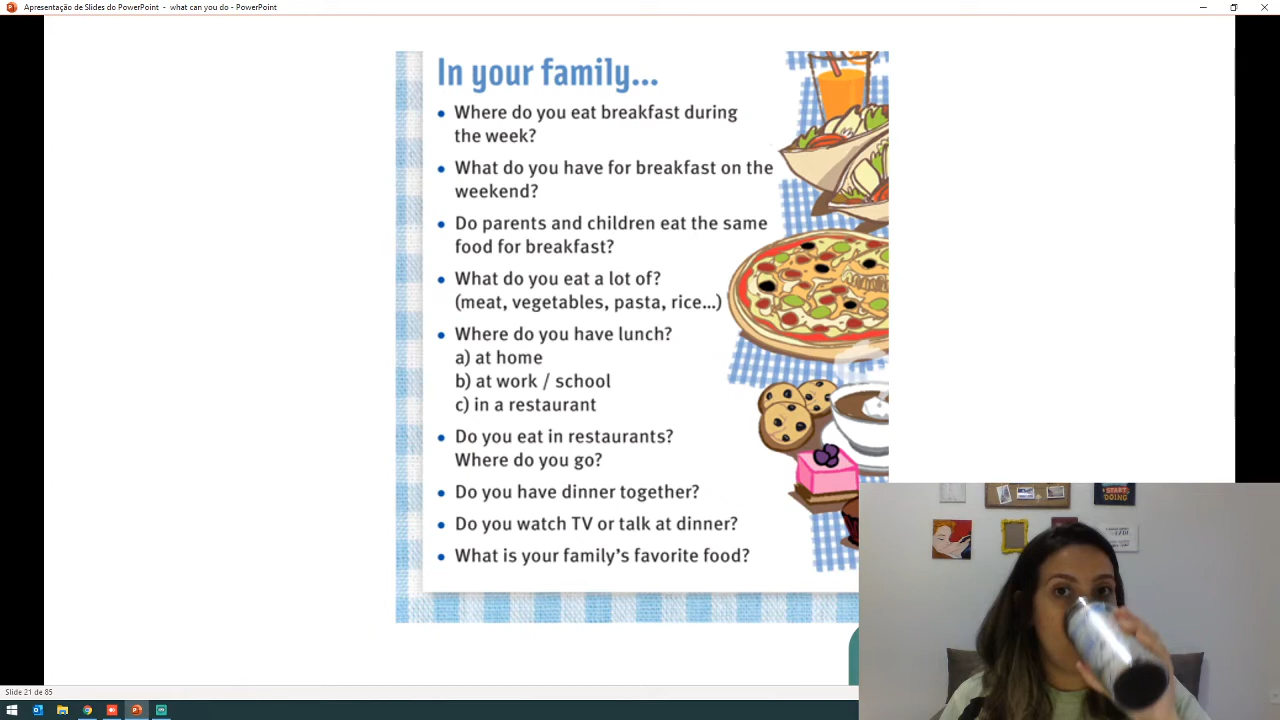 Apresentação de Slides do PowerPoint - what can you do - PowerPoint
In your family...
• Where do you eat breakfast during
the week?
• What do you have for breakfast on the
weekend?
• Do parents and children eat the same
food for breakfast?
• What do you eat a lot of?
(meat, vegetables, pasta, rice...)
• Where do you have lunch?
a) at home
b) at work / school
c) in a restaurant
• Do you eat in restaurants?
Where do you go?
• Do you have dinner together?
• Do you watch TV or talk at dinner?
• What is your family's favorite food?
START
DOING
Slide 21 de 85